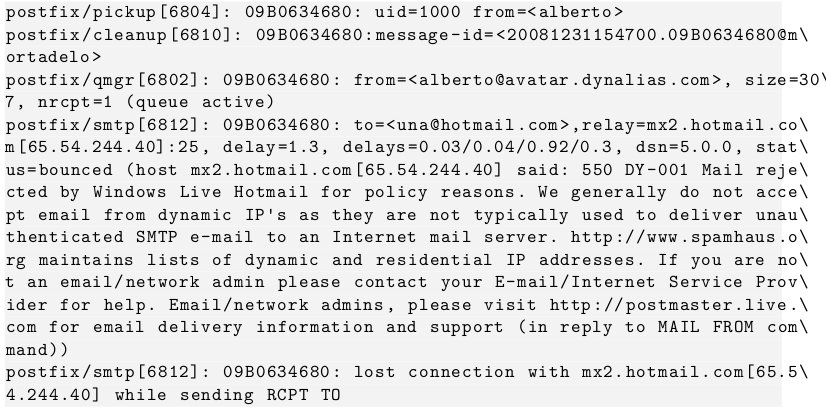 postfix/pickup[6804]: 09B0634680: uid=1000 from=<alberto>
postfix/cleanup[6810]: 09B0634680:message-id=<20081231154700.09B0634680@m\
ortadelo>
postfix/qmgr[6802]: 09B0634680: from=<alberto@avatar.dynalias.com>, size=30\
7, nrcpt=1 (queue active)
postfix/smtp[6812]: 09B0634680: to=<una@hotmail.com>,relay=mx2.hotmail.co\
m[65.54.244.40]:25, delay=1.3, delays=0.03/0.04/0.92/0.3, dsn=5.0.0, stat\
us=bounced (host mx2.hotmail.com[65.54.244.40] said: 550 DY-001 Mail reje\
cted by Windows Live Hotmail for policy reasons. We generally do not acce\
pt email from dynamic IP's as they are not typically used to deliver unau\
thenticated SMTP e-mail to an Internet mail server. http://www.spamhaus.o\
rg maintains lists of dynamic and residential IP addresses. If you are no\
t an email/network admin please contact your E-mail/Internet Service Prov\
ider for help. Email/network admins, please visit http://postmaster.live.\
com for email delivery information and support (in reply to MAIL FROM com\
mand))
postfix/smtp[6812]: 09B0634680: lost connection with mx2.hotmail.com[65.5\
4.244.40] while sending RCPT TO